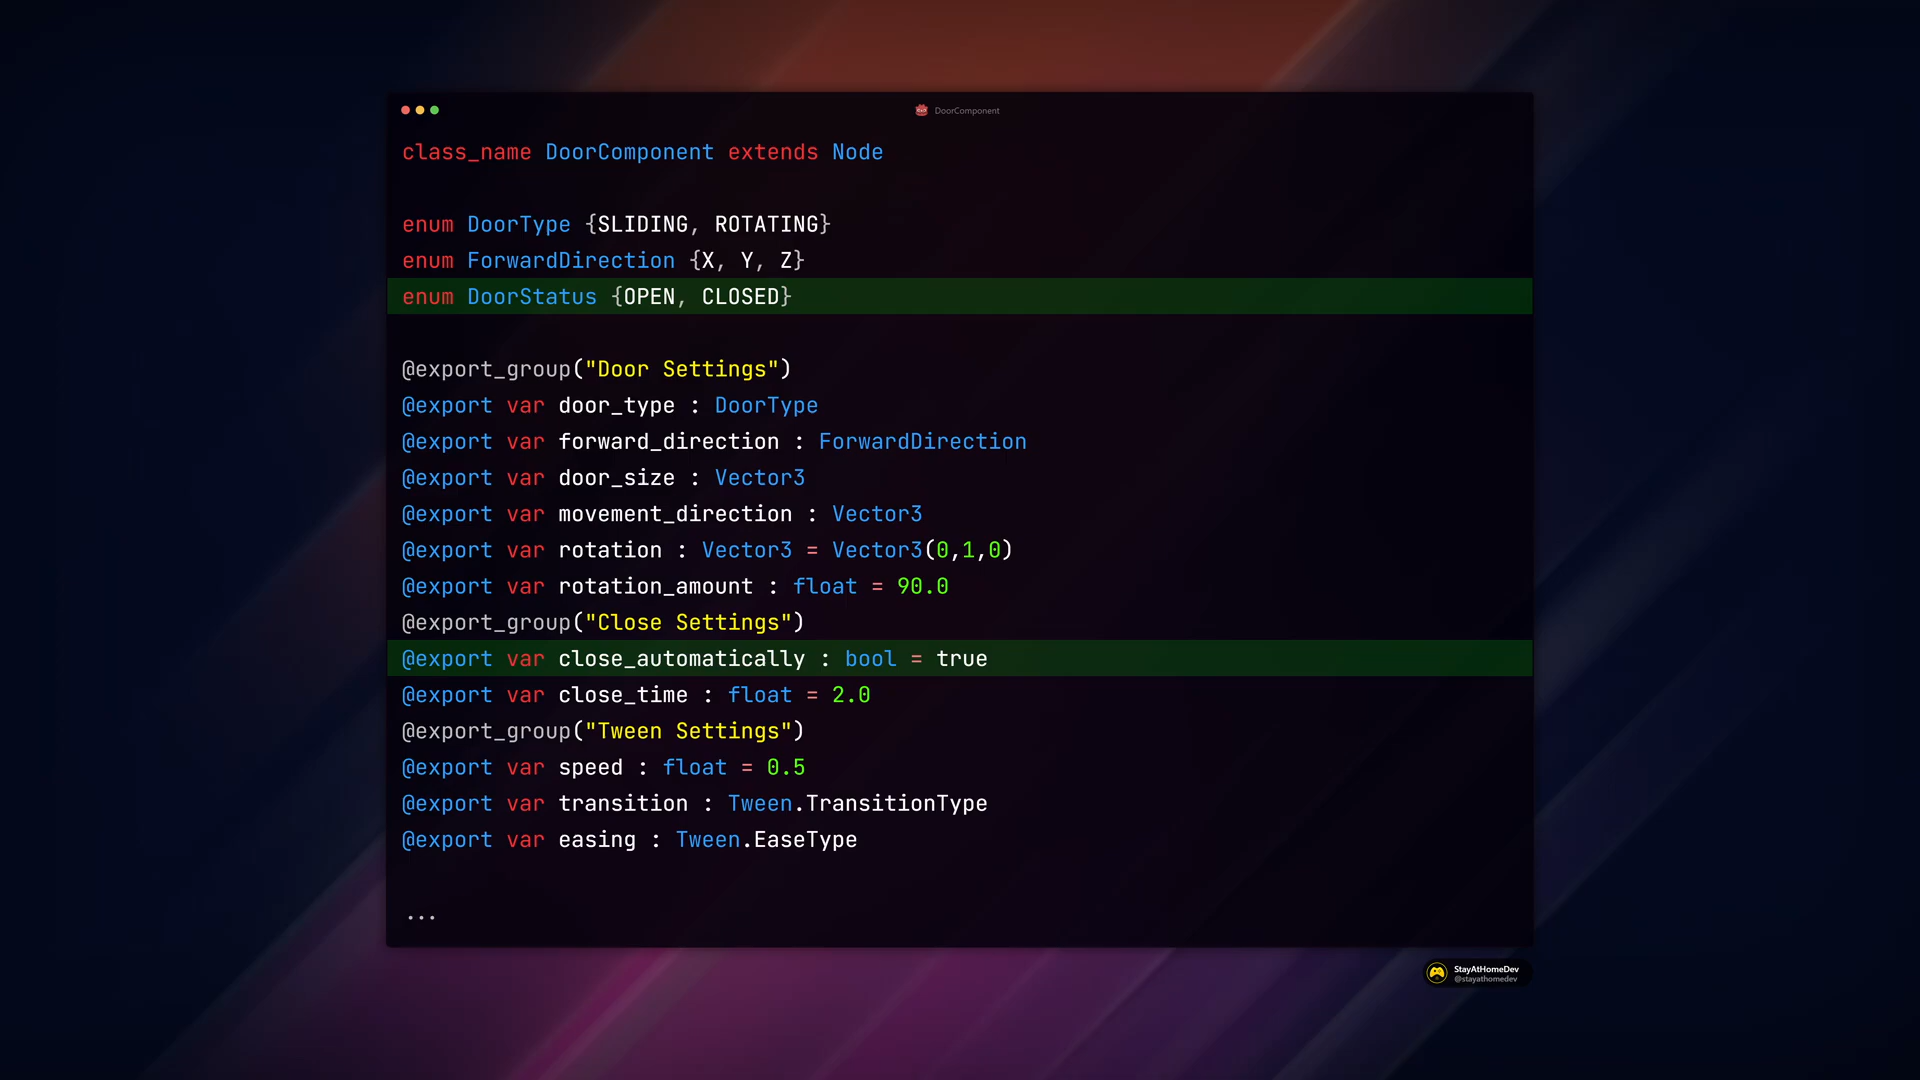 DoorComponent
class_name DoorComponent extends Node
enum DoorType {SLIDING, ROTATING}
enum ForwardDirection {X, Y, Z}
enum DoorStatus {OPEN, CLOSED}
@export_group("Door Settings")
@export var door_type : DoorType
@export var forward_direction : ForwardDirection
@export var door_size : Vector3
@export var movement_direction : Vector3
@export var rotation : Vector3 = Vector3(0,1,0)
@export var rotation_amount : float = 90.0
@export_group("Close Settings")
@export var close_automatically : bool = true
@export var close_time : float = 2.0
@export_group("Tween Settings")
@export var speed : float = 0.5
@export var transition : Tween.TransitionType
@export var easing : Tween.EaseType
...
StayAtHomeDev
@stayathomedev